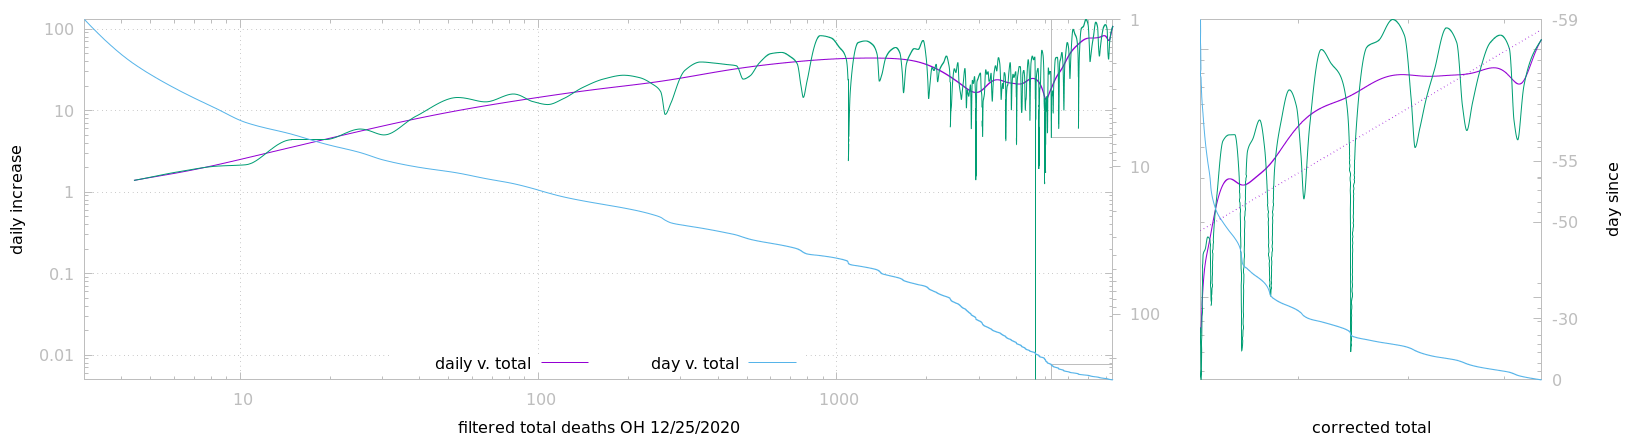 100
10
1
0.1
0.01
daily increase
daily v. total
day v. total
10
100
1000
filtered total deaths OH 12/25/2020
1
10
100
-59
-55
-50
-30
0
day since
corrected total